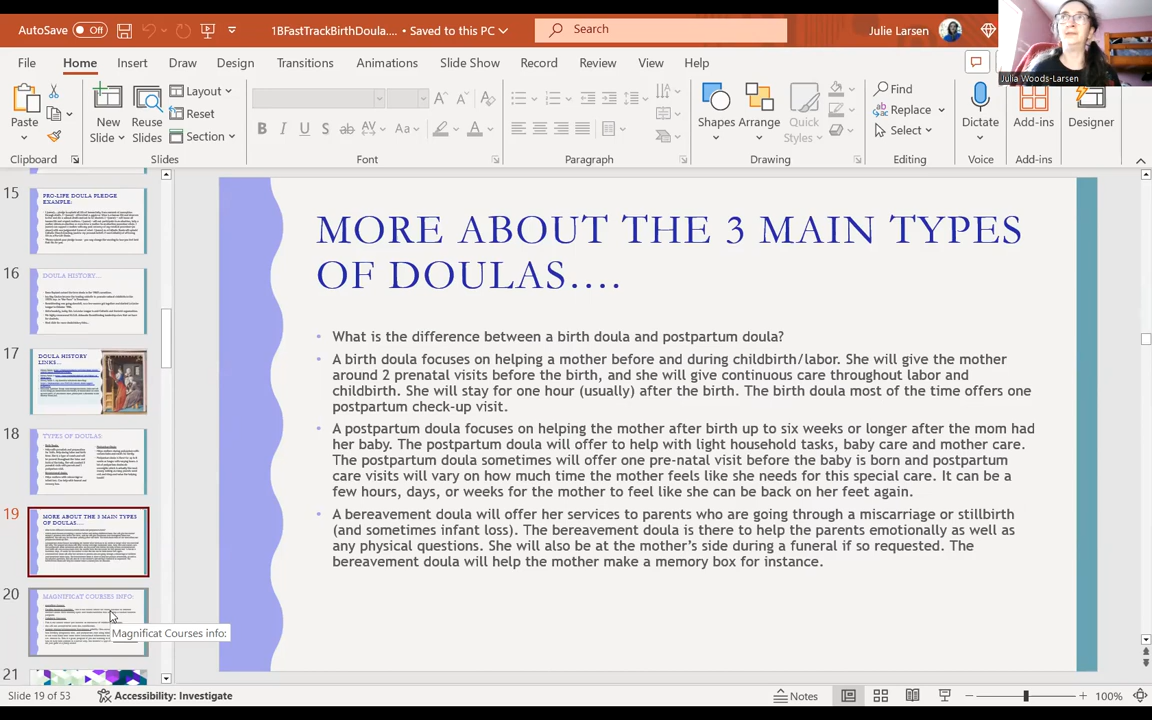 AutoSave Off 1BFastTrackBirthDoula.... • Saved to this PC Search Julie Larsen
Julia Woods-Larsen
File Home Insert Draw Design Transitions Animations Slide Show Record Review View Help
Paste New Slide Reuse Slides Layout Reset Section Shapes Arrange Quick Styles Find Replace Select Dictate Add-ins Designer
Clipboard Slides Font Paragraph Drawing Editing Voice Add-ins
15
PRO-LIFE DOULA PLEDGE
EXAMPLE:
16
DOULA HISTORY...
17
DOULA HISTORY
LINKS...
18
TYPES OF DOULAS:
19
MORE ABOUT THE 3 MAIN TYPES
OF DOULAS....
20
MAGNIFICAT COURSES INFO:
Magnificat Courses info:
21
MORE ABOUT THE 3 MAIN TYPES
OF DOULAS....
• What is the difference between a birth doula and postpartum doula?
• A birth doula focuses on helping a mother before and during childbirth/labor. She will give the mother
around 2 prenatal visits before the birth, and she will give continuous care throughout labor and
childbirth. She will stay for one hour (usually) after the birth. The birth doula most of the time offers one
postpartum check-up visit.
• A postpartum doula focuses on helping the mother after birth up to six weeks or longer after the mom had
her baby. The postpartum doula will offer to help with light household tasks, baby care and mother care.
The postpartum doula sometimes will offer one pre-natal visit before the baby is born and postpartum
care visits will vary on how much time the mother feels like she needs for this special care. It can be a
few hours, days, or weeks for the mother to feel like she can be back on her feet again.
• A bereavement doula will offer her services to parents who are going through a miscarriage or stillbirth
(and sometimes infant loss). The bereavement doula is there to help the parents emotionally as well as
any physical questions. She will also be at the mother's side during a funeral if so requested. The
bereavement doula will help the mother make a memory box for instance.
Slide 19 of 53 Accessibility: Investigate Notes 100%